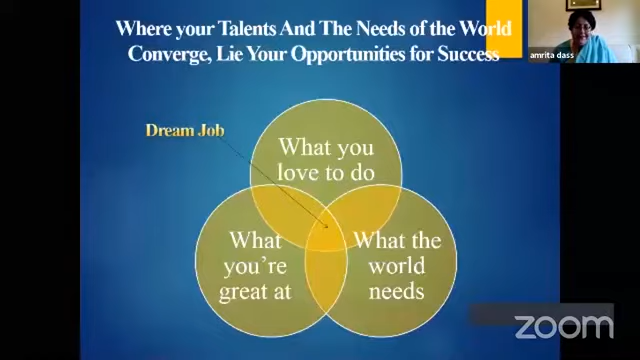 Where your Talents And The Needs of the World
Converge, Lie Your Opportunities for Success
amrita dass
Dream Job
What you
love to do
What
you're
great at
What the
world
needs
zoom